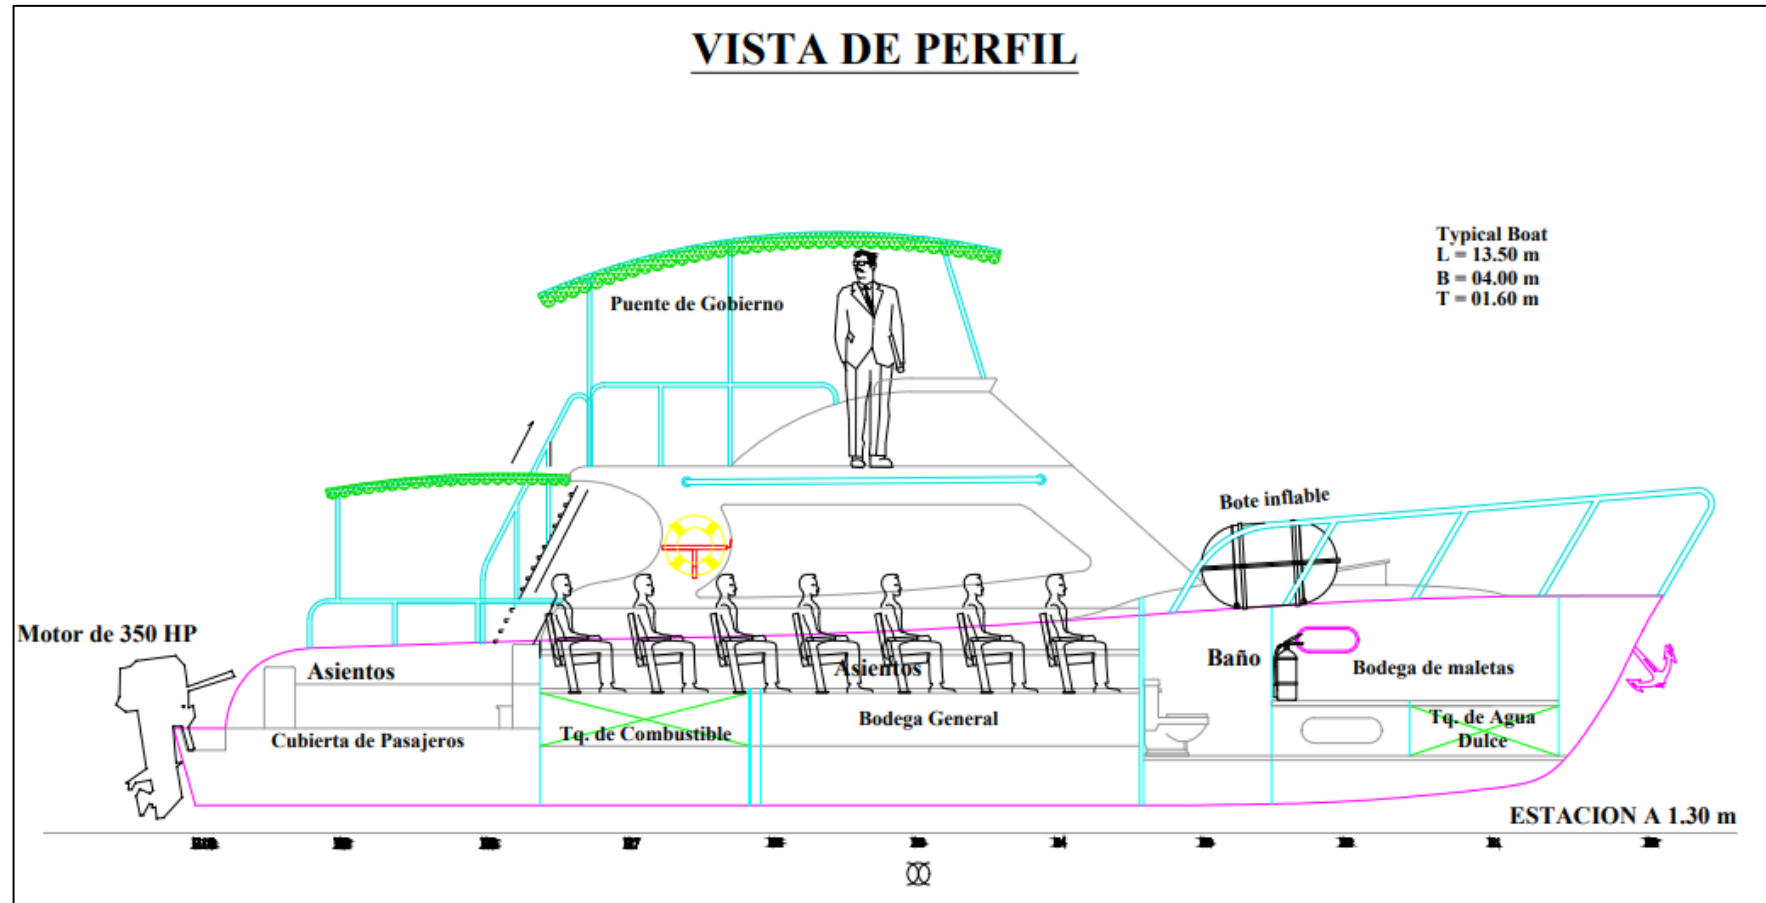 VISTA DE PERFIL
Typical Boat
L = 13.50 m
B = 04.00 m
T = 01.60 m
Puente de Gobierno
Bote inflable
Motor de 350 HP
Asientos
Asientos
Baño
Bodega de maletas
Cubierta de Pasajeros
Tq. de Combustible
Bodega General
Tq. de Agua
Dulce
ESTACION A 1.30 m